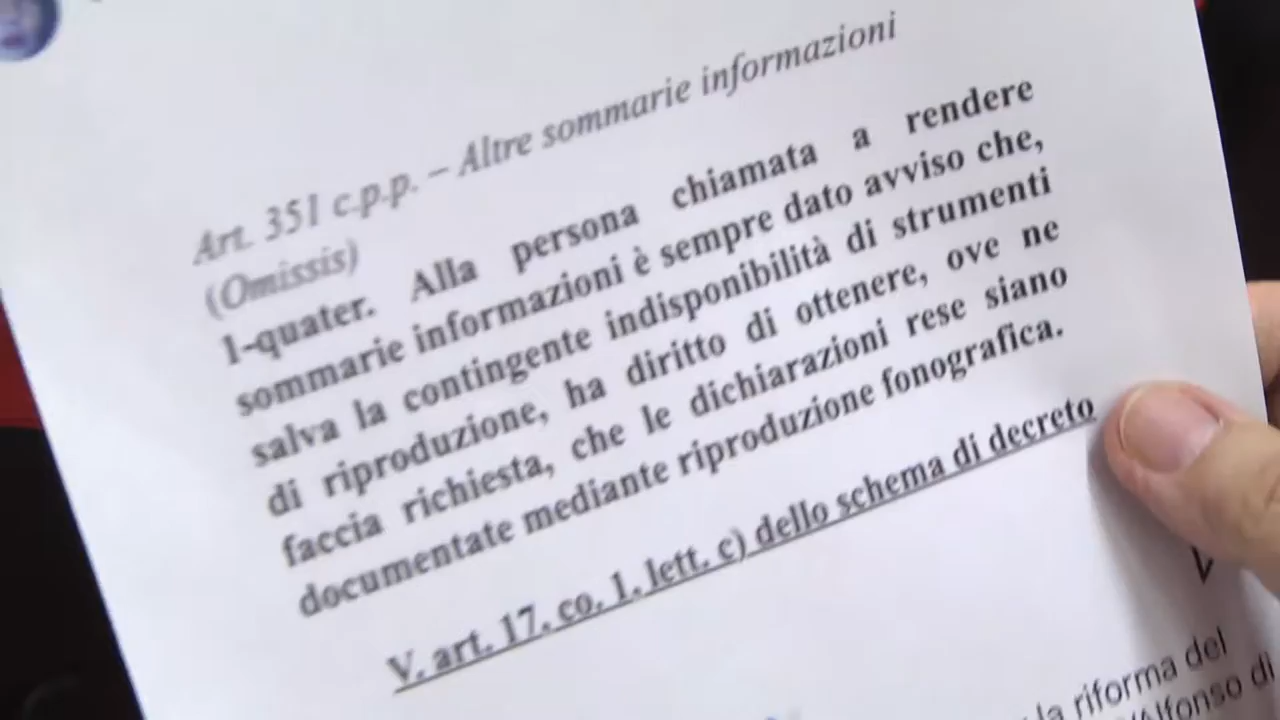 Art. 351 c.p.p. – Altre sommarie informazioni
(Omissis)
1-quater. Alla persona chiamata a rendere
sommarie informazioni è sempre dato avviso che,
salva la contingente indisponibilità di strumenti
di riproduzione, ha diritto di ottenere, ove ne
faccia richiesta, che le dichiarazioni rese siano
documentate mediante riproduzione fonografica.
V. art. 17, co. 1, lett. c) dello schema di decreto
la riforma del
Alfonso di